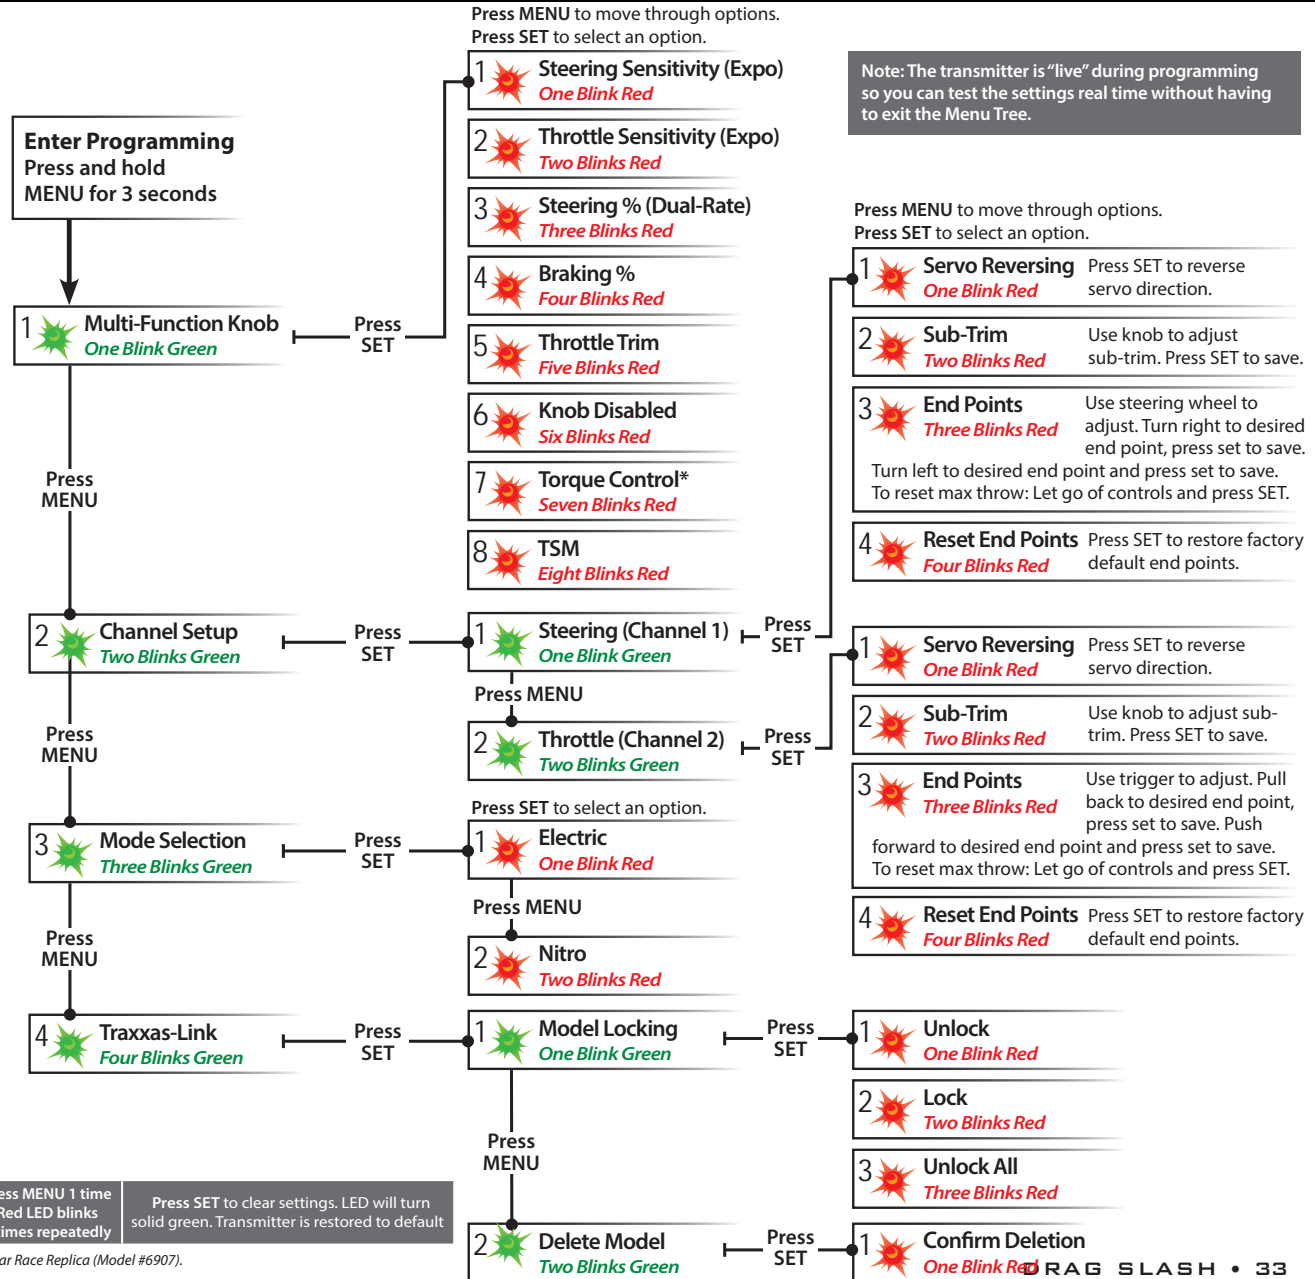 Press MENU to move through options.
Press SET to select an option.
1 Steering Sensitivity (Expo)
One Blink Red
2 Throttle Sensitivity (Expo)
Two Blinks Red
3 Steering % (Dual-Rate)
Three Blinks Red
4 Braking %
Four Blinks Red
5 Throttle Trim
Five Blinks Red
6 Knob Disabled
Six Blinks Red
7 Torque Control*
Seven Blinks Red
8 TSM
Eight Blinks Red
Note: The transmitter is “live” during programming
so you can test the settings real time without having
to exit the Menu Tree.
Enter Programming
Press and hold
MENU for 3 seconds
1 Multi-Function Knob
One Blink Green
Press
SET
Press
MENU
2 Channel Setup
Two Blinks Green
Press
SET
1 Steering (Channel 1)
One Blink Green
Press
SET
Press MENU
2 Throttle (Channel 2)
Two Blinks Green
Press
SET
Press MENU to move through options.
Press SET to select an option.
1 Servo Reversing
One Blink Red
Press SET to reverse
servo direction.
2 Sub-Trim
Two Blinks Red
Use knob to adjust
sub-trim. Press SET to save.
3 End Points
Three Blinks Red
Use steering wheel to
adjust. Turn right to desired
end point, press set to save.
Turn left to desired end point and press set to save.
To reset max throw: Let go of controls and press SET.
4 Reset End Points
Four Blinks Red
Press SET to restore factory
default end points.
1 Servo Reversing
One Blink Red
Press SET to reverse
servo direction.
2 Sub-Trim
Two Blinks Red
Use knob to adjust sub-
trim. Press SET to save.
3 End Points
Three Blinks Red
Use trigger to adjust. Pull
back to desired end point,
press set to save. Push
forward to desired end point and press set to save.
To reset max throw: Let go of controls and press SET.
4 Reset End Points
Four Blinks Red
Press SET to restore factory
default end points.
Press
MENU
3 Mode Selection
Three Blinks Green
Press
SET
Press SET to select an option.
1 Electric
One Blink Red
Press MENU
2 Nitro
Two Blinks Red
Press
MENU
4 Traxxas-Link
Four Blinks Green
Press
SET
1 Model Locking
One Blink Green
Press
SET
1 Unlock
One Blink Red
2 Lock
Two Blinks Red
3 Unlock All
Three Blinks Red
Press
MENU
2 Delete Model
Two Blinks Green
Press
SET
1 Confirm Deletion
One Blink Red
ess MENU 1 time
Red LED blinks
times repeatedly
Press SET to clear settings. LED will turn
solid green. Transmitter is restored to default
ar Race Replica (Model #6907).
DRAG SLASH • 33